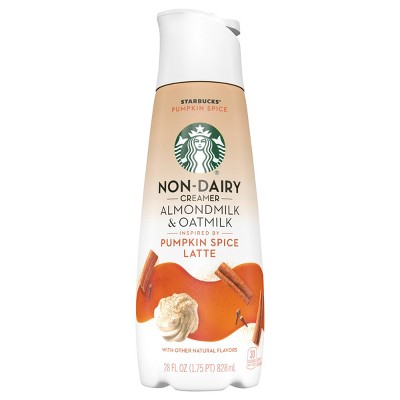 STARBUCKS®
PUMPKIN SPICE
NON-DAIRY
CREAMER
ALMONDMILK
& OATMILK
INSPIRED BY
PUMPKIN SPICE
LATTE
WITH OTHER NATURAL FLAVORS
28 FL OZ (1.75 PT) 828 mL